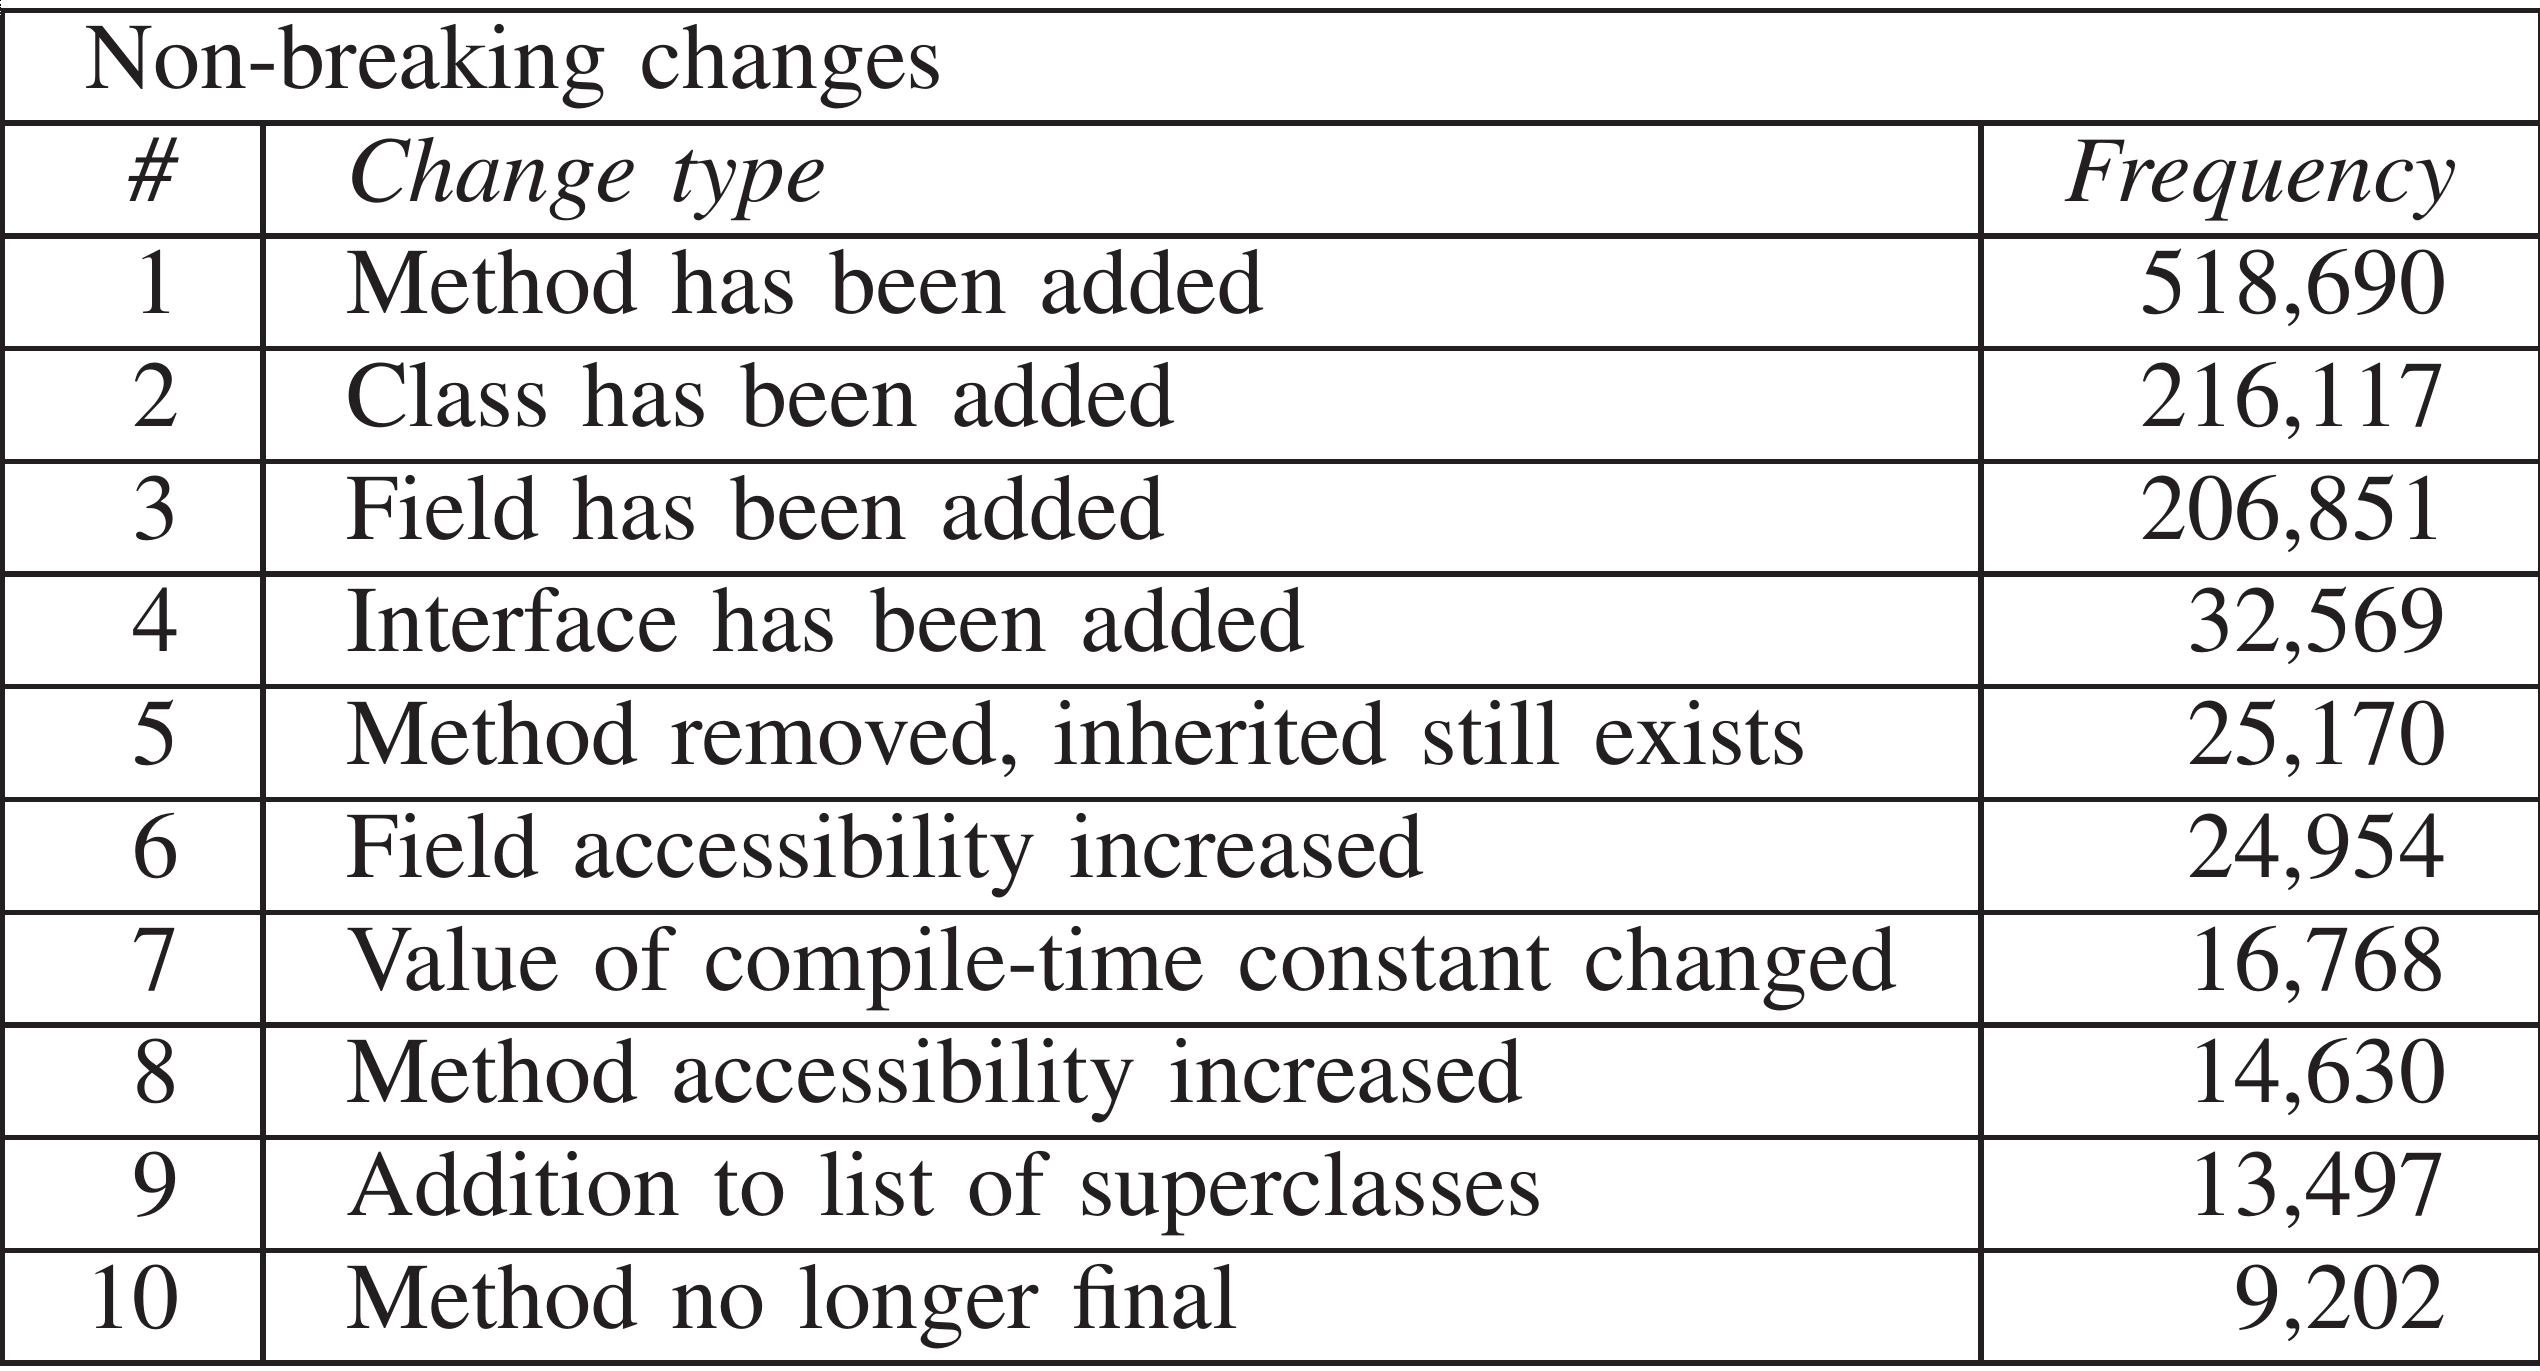 Non-breaking changes
# Change type Frequency
1 Method has been added 518,690
2 Class has been added 216,117
3 Field has been added 206,851
4 Interface has been added 32,569
5 Method removed, inherited still exists 25,170
6 Field accessibility increased 24,954
7 Value of compile-time constant changed 16,768
8 Method accessibility increased 14,630
9 Addition to list of superclasses 13,497
10 Method no longer final 9,202